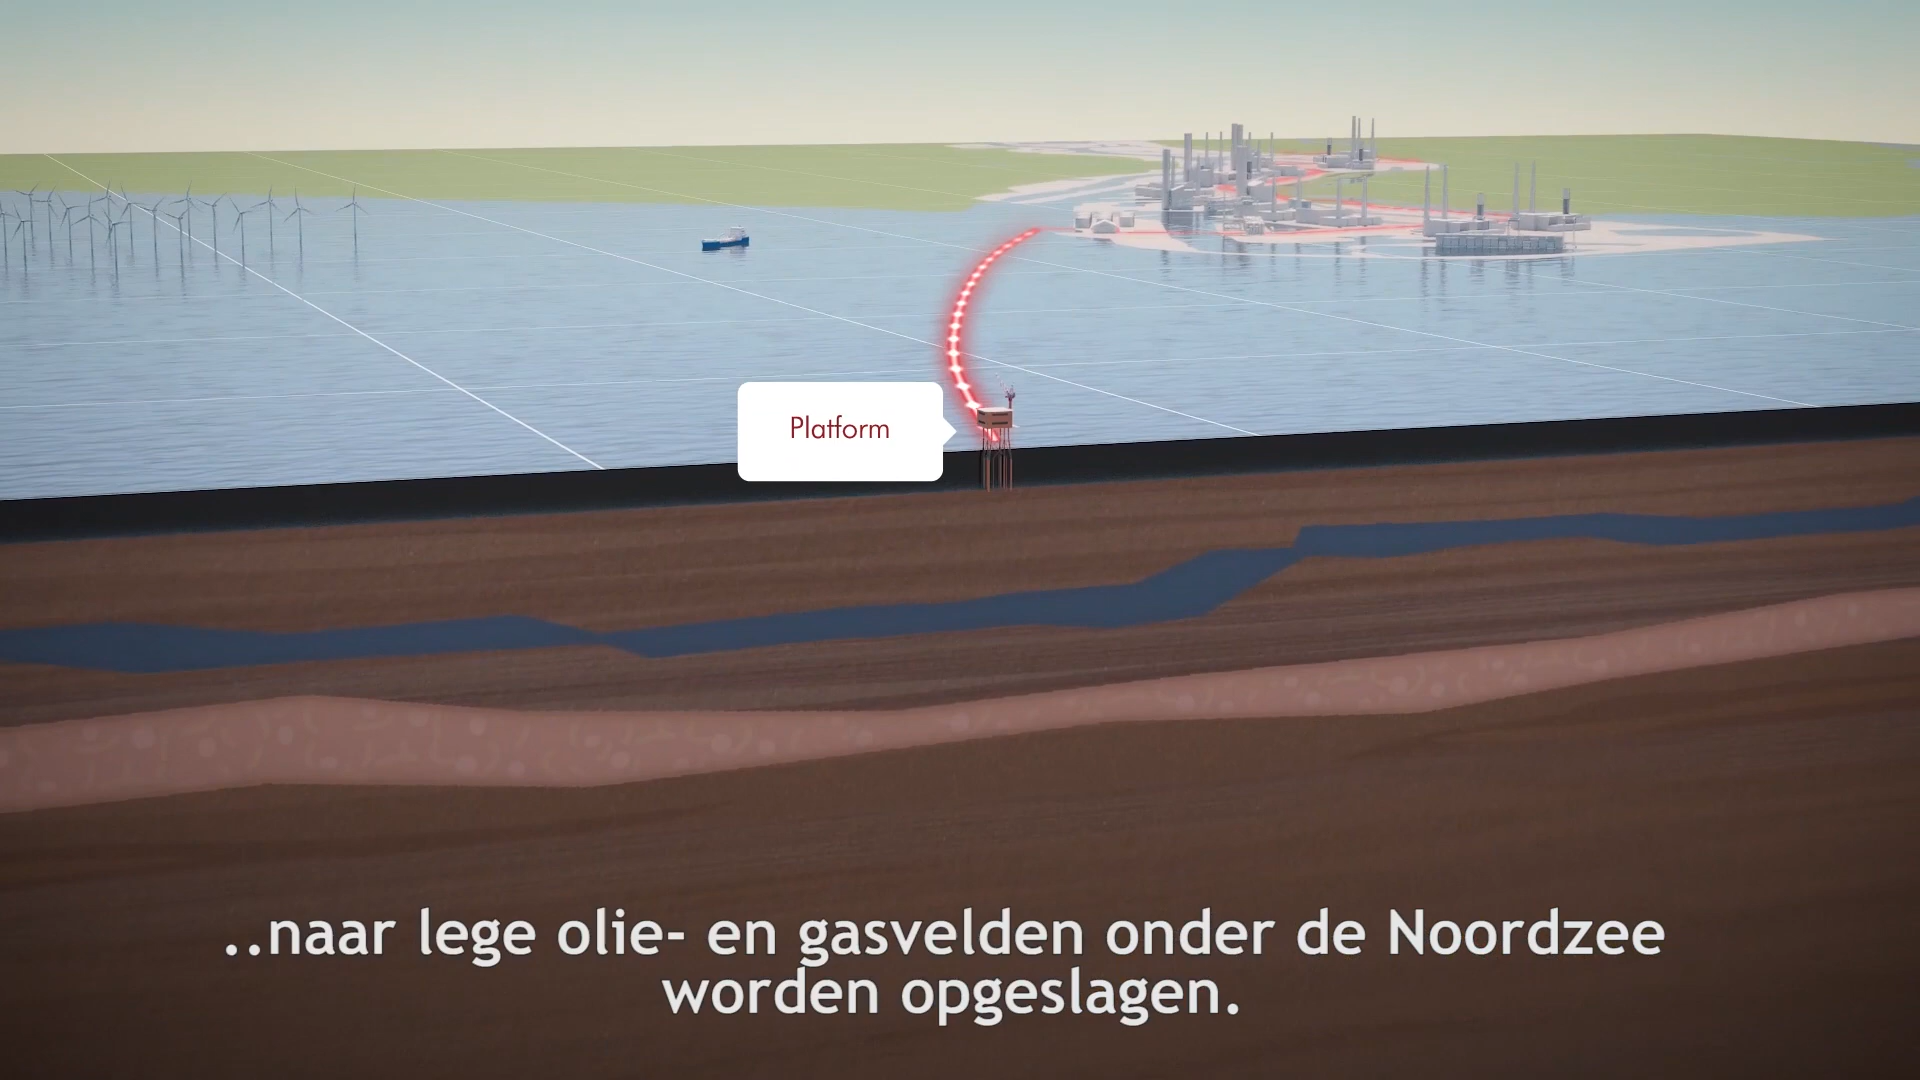 Platform
..naar lege olie- en gasvelden onder de Noordzee
worden opgeslagen.